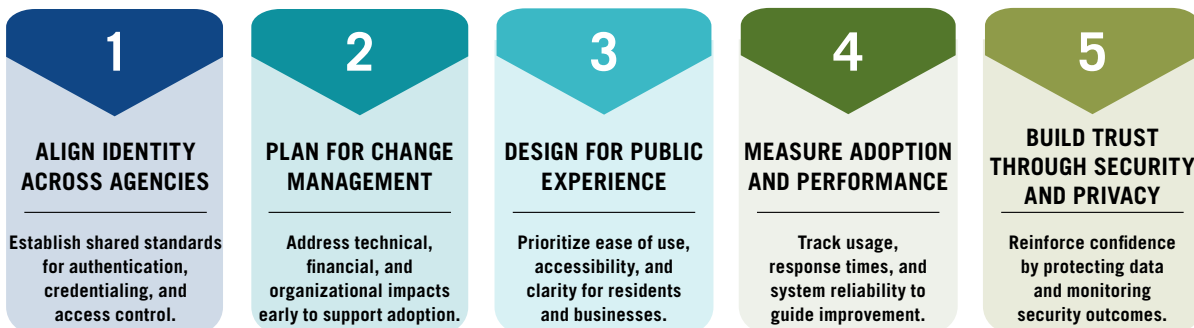 1
ALIGN IDENTITY
ACROSS AGENCIES
Establish shared standards
for authentication,
credentialing, and
access control.
2
PLAN FOR CHANGE
MANAGEMENT
Address technical,
financial, and
organizational impacts
early to support adoption.
3
DESIGN FOR PUBLIC
EXPERIENCE
Prioritize ease of use,
accessibility, and
clarity for residents
and businesses.
4
MEASURE ADOPTION
AND PERFORMANCE
Track usage,
response times, and
system reliability to
guide improvement.
5
BUILD TRUST
THROUGH SECURITY
AND PRIVACY
Reinforce confidence
by protecting data
and monitoring
security outcomes.